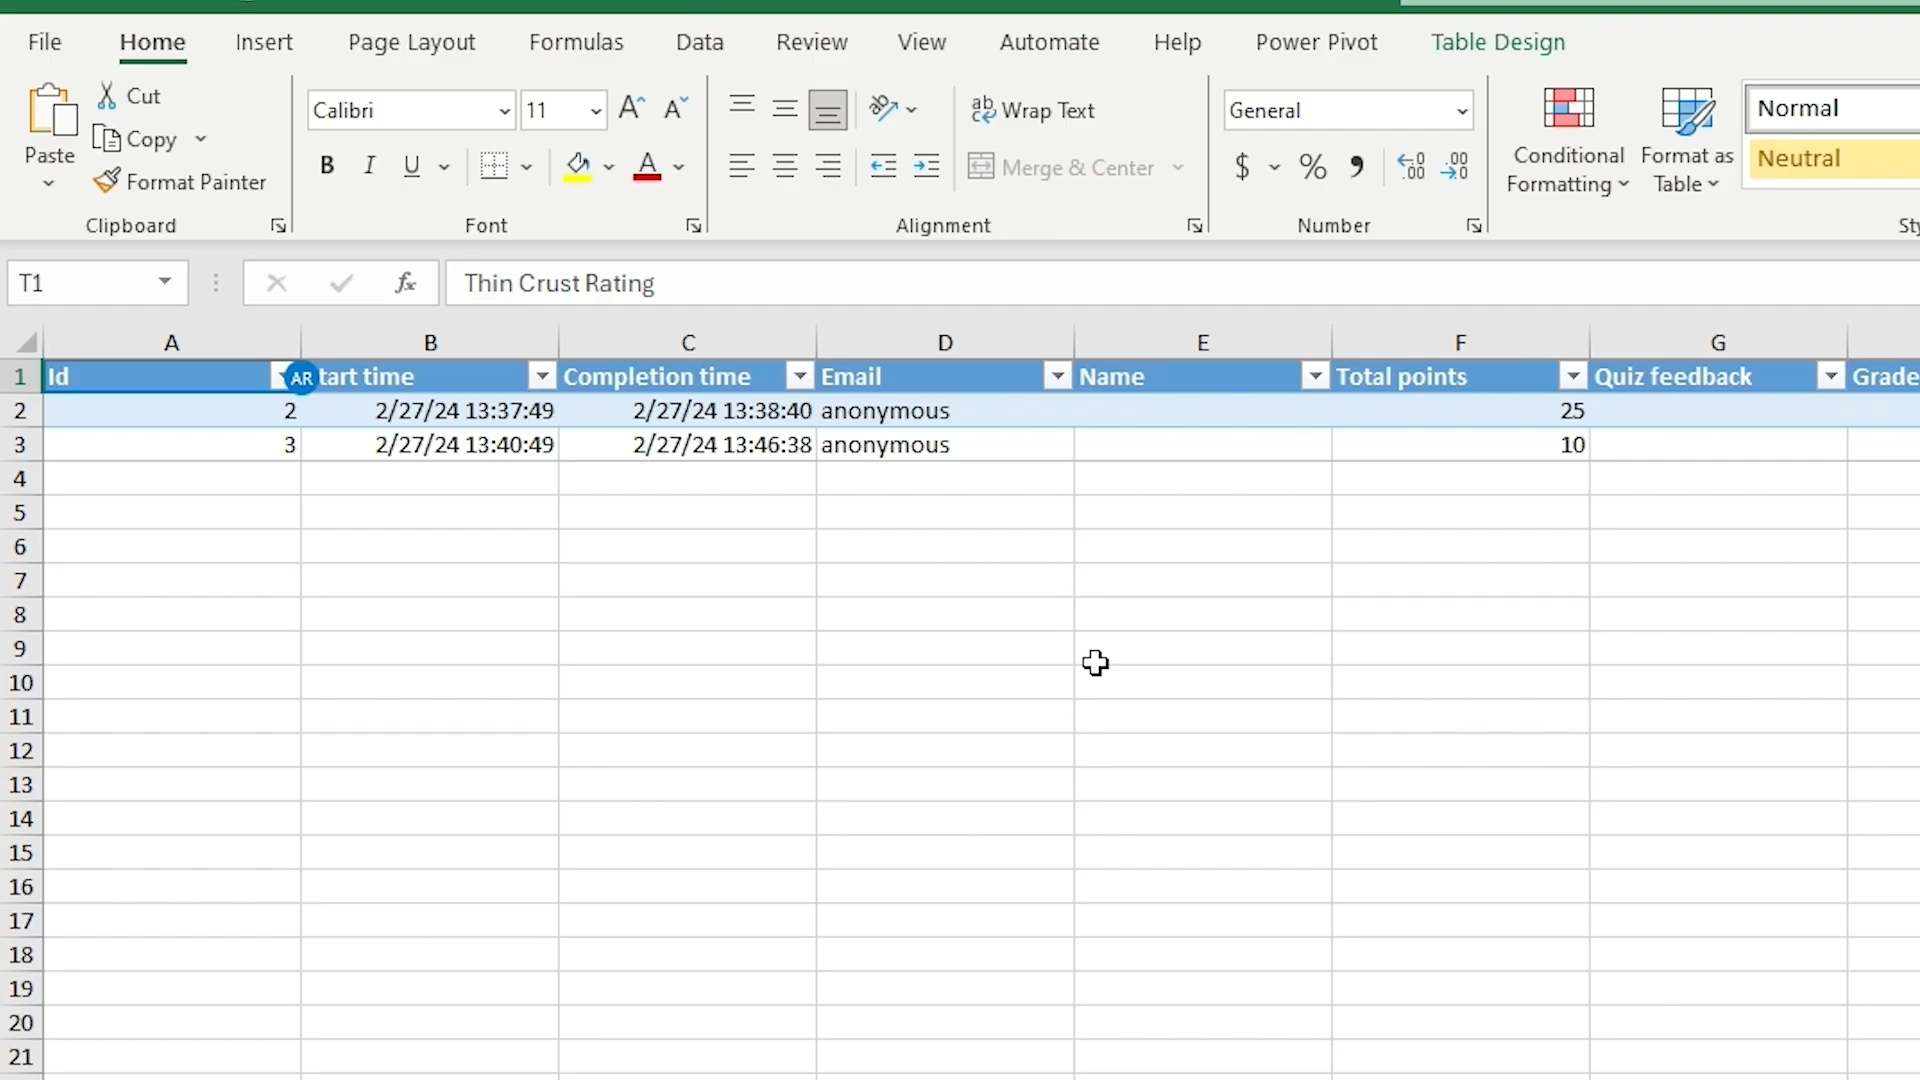 File Home Insert Page Layout Formulas Data Review View Automate Help Power Pivot Table Design
Paste
Cut
Copy
Format Painter
Clipboard
Calibri 11
B I U
Font
Wrap Text
Merge & Center
Alignment
General
$ % ,
Number
Conditional Formatting
Format as Table
Normal
Neutral
T1 fx Thin Crust Rating
A B C D E F G
1 Id AR tart time Completion time Email Name Total points Quiz feedback Grade
2 2 2/27/24 13:37:49 2/27/24 13:38:40 anonymous 25
3 3 2/27/24 13:40:49 2/27/24 13:46:38 anonymous 10
4
5
6
7
8
9
10
11
12
13
14
15
16
17
18
19
20
21